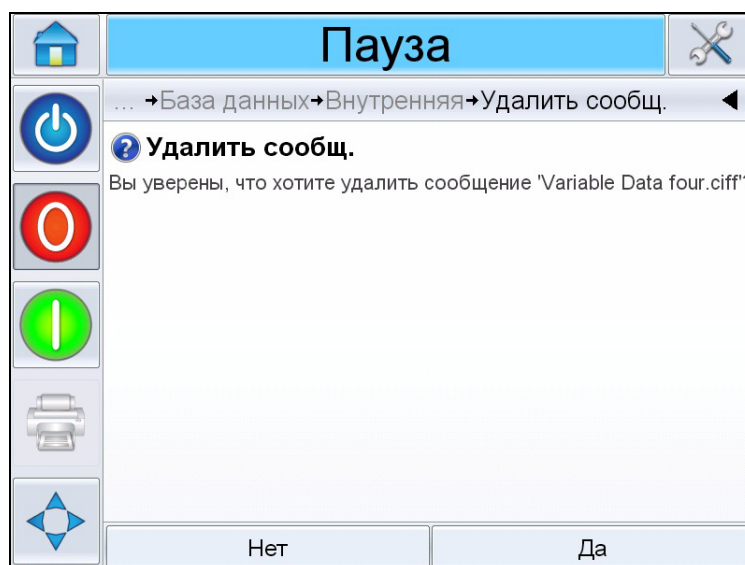 Пауза
... →База данных→Внутренняя→Удалить сообщ.
Удалить сообщ.
Вы уверены, что хотите удалить сообщение 'Variable Data four.ciff'?
Нет
Да